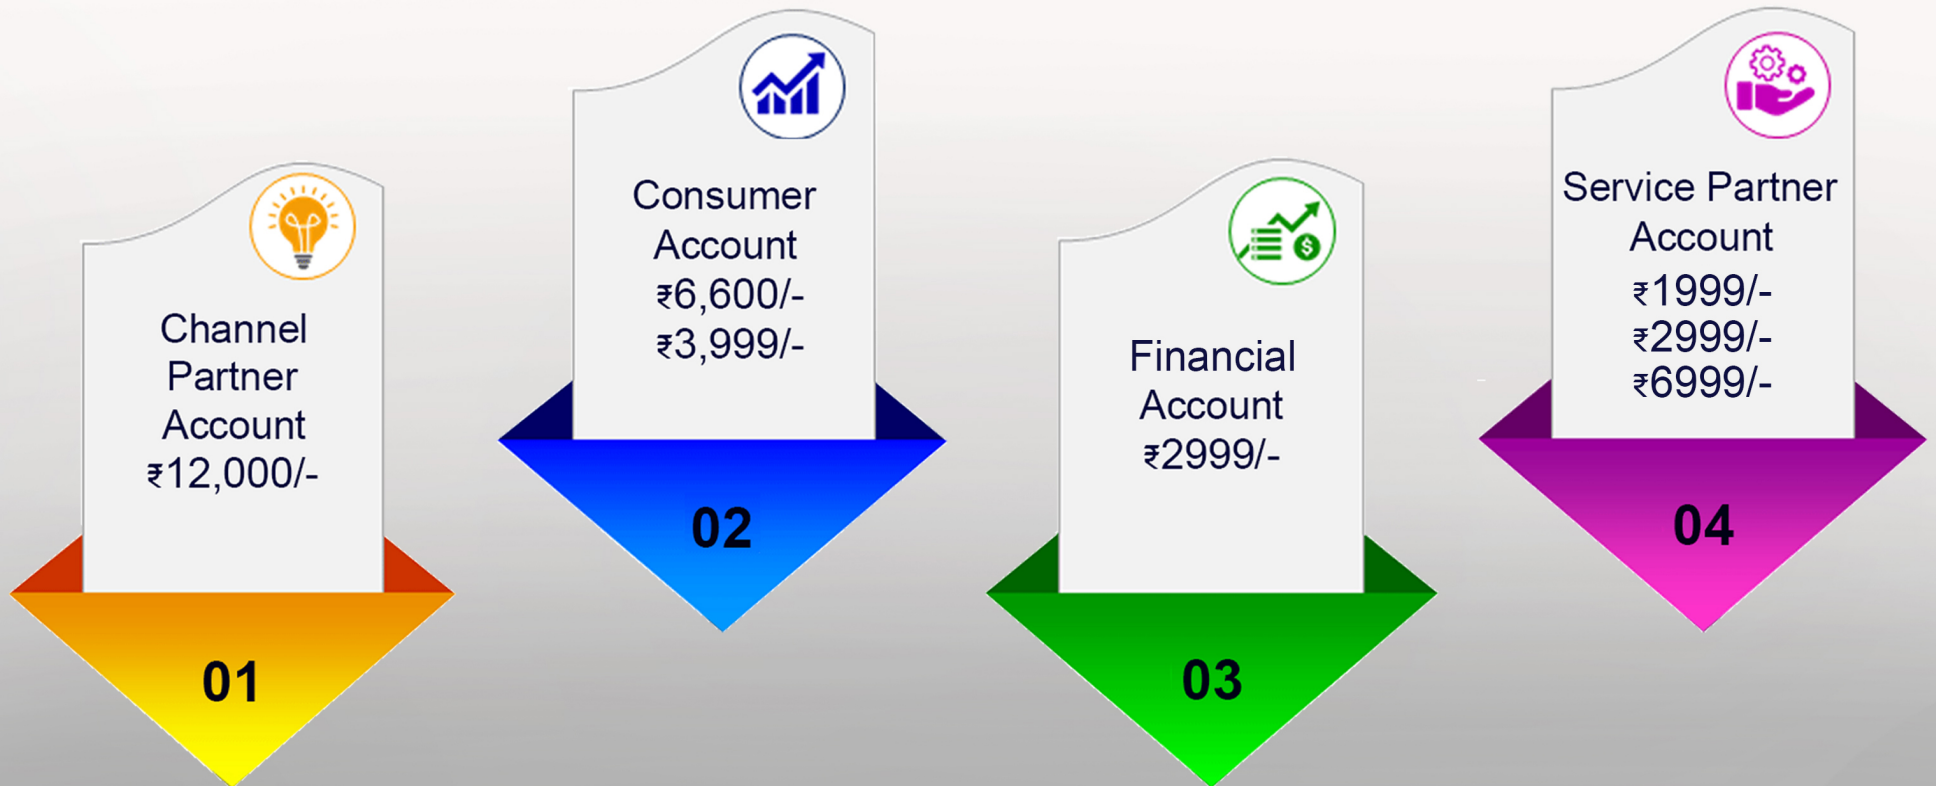 Channel
Partner
Account
₹12,000/-
01
Consumer
Account
₹6,600/-
₹3,999/-
02
Financial
Account
₹2999/-
$
03
Service Partner
Account
₹1999/-
₹2999/-
₹6999/-
04